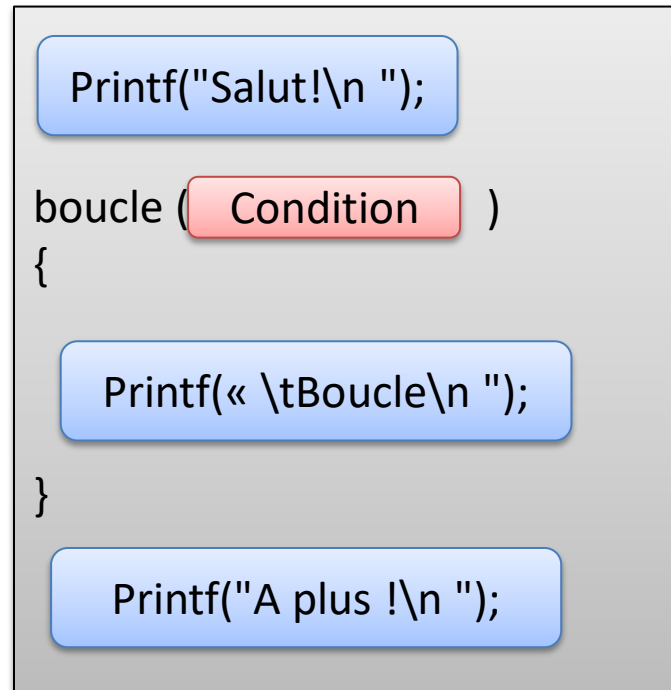 Printf("Salut!\n ");
boucle ( Condition )
{
Printf(« \tBoucle\n ");
}
Printf("A plus !\n ");